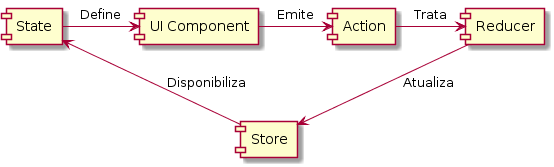 State
Define
UI Component
Emite
Action
Trata
Reducer
Disponibiliza
Atualiza
Store